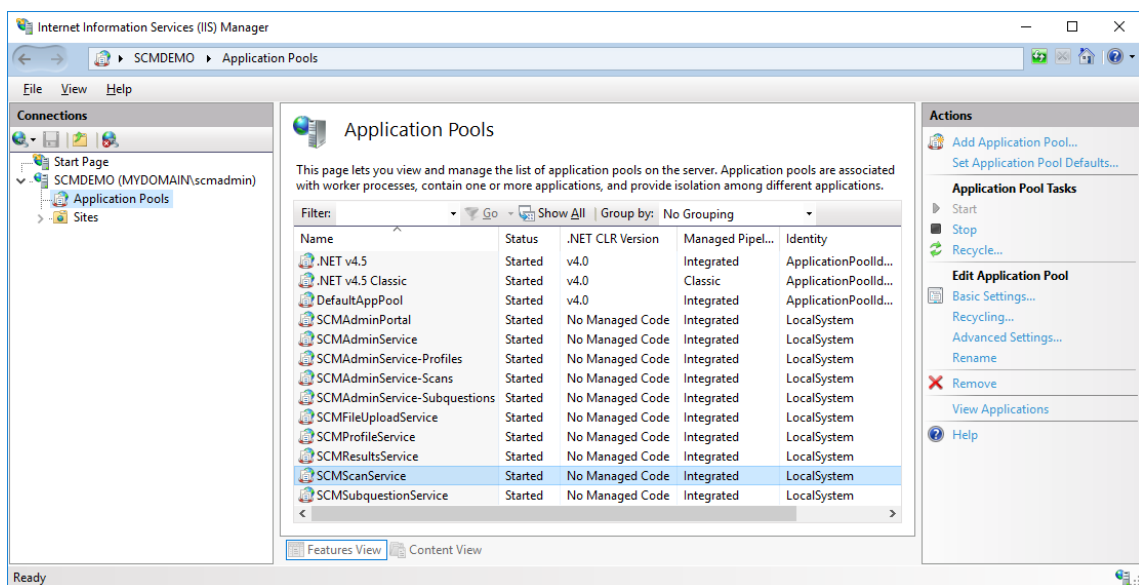 Internet Information Services (IIS) Manager
SCMDEMO Application Pools
File View Help
Connections
Start Page
SCMDEMO (MYDOMAIN\scmadmin)
Application Pools
Sites
Application Pools
This page lets you view and manage the list of application pools on the server. Application pools are associated
with worker processes, contain one or more applications, and provide isolation among different applications.
Filter: Go Show All Group by: No Grouping
Name Status .NET CLR Version Managed Pipel... Identity
.NET v4.5 Started v4.0 Integrated ApplicationPoolId...
.NET v4.5 Classic Started v4.0 Classic ApplicationPoolId...
DefaultAppPool Started v4.0 Integrated ApplicationPoolId...
SCMAdminPortal Started No Managed Code Integrated LocalSystem
SCMAdminService Started No Managed Code Integrated LocalSystem
SCMAdminService-Profiles Started No Managed Code Integrated LocalSystem
SCMAdminService-Scans Started No Managed Code Integrated LocalSystem
SCMAdminService-Subquestions Started No Managed Code Integrated LocalSystem
SCMFileUploadService Started No Managed Code Integrated LocalSystem
SCMProfileService Started No Managed Code Integrated LocalSystem
SCMResultsService Started No Managed Code Integrated LocalSystem
SCMScanService Started No Managed Code Integrated LocalSystem
SCMSubquestionService Started No Managed Code Integrated LocalSystem
Features View Content View
Actions
Add Application Pool...
Set Application Pool Defaults...
Application Pool Tasks
Start
Stop
Recycle...
Edit Application Pool
Basic Settings...
Recycling...
Advanced Settings...
Rename
Remove
View Applications
Help
Ready